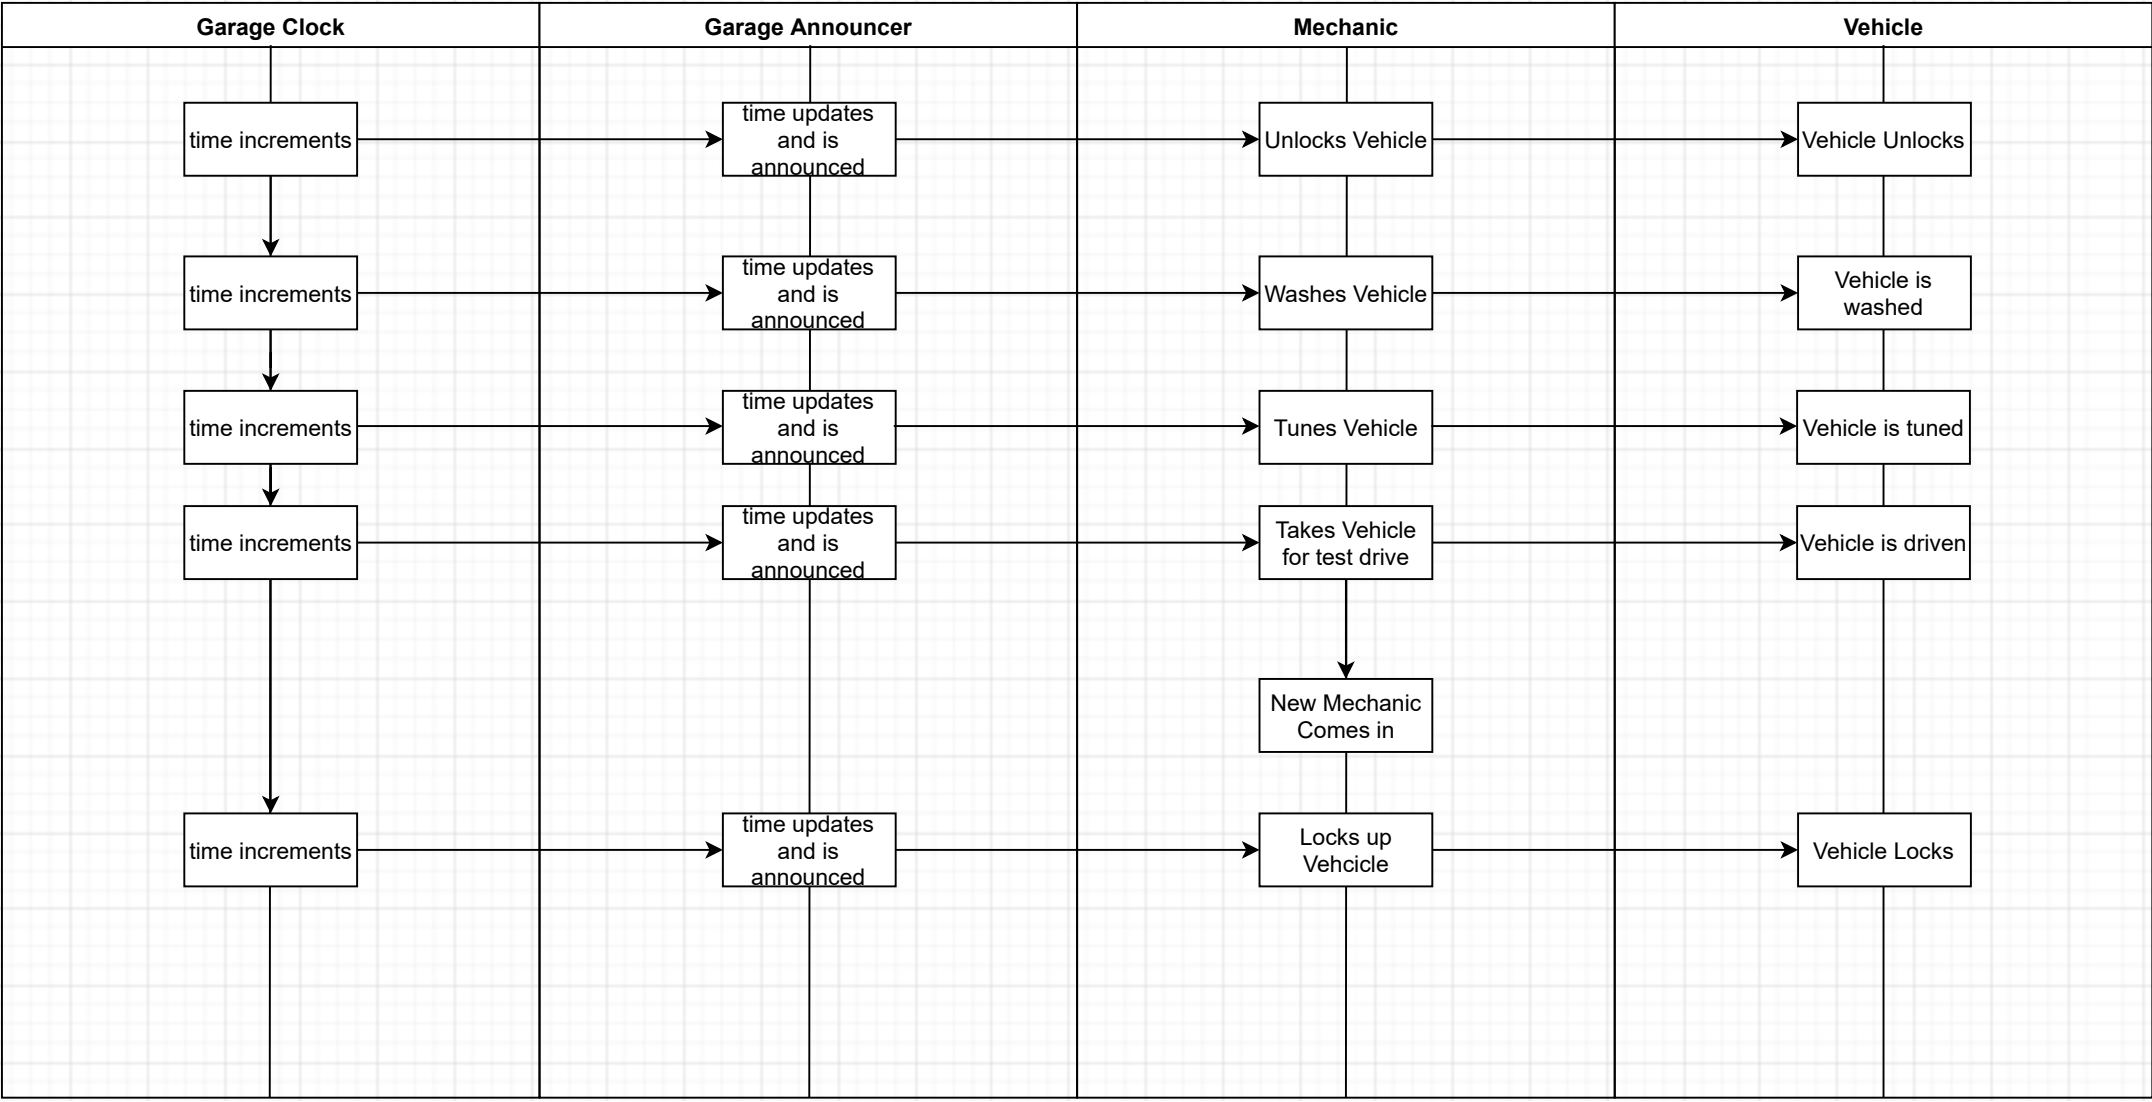 Garage Clock
Garage Announcer
Mechanic
Vehicle
time increments
time updates
and is
announced
Unlocks Vehicle
Vehicle Unlocks
time increments
time updates
and is
announced
Washes Vehicle
Vehicle is
washed
time increments
time updates
and is
announced
Tunes Vehicle
Vehicle is tuned
time increments
time updates
and is
announced
Takes Vehicle
for test drive
Vehicle is driven
New Mechanic
Comes in
time increments
time updates
and is
announced
Locks up
Vehcicle
Vehicle Locks